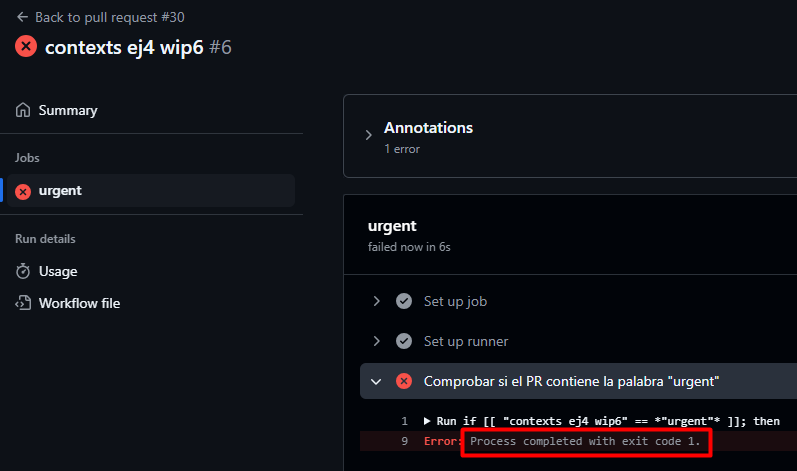 Back to pull request #30
contexts ej4 wip6 #6
Summary
Jobs
urgent
Run details
Usage
Workflow file
Annotations
1 error
urgent
failed now in 6s
Set up job
Set up runner
Comprobar si el PR contiene la palabra "urgent"
1 Run if [[ "contexts ej4 wip6" == *"urgent"* ]]; then
9 Error: Process completed with exit code 1.